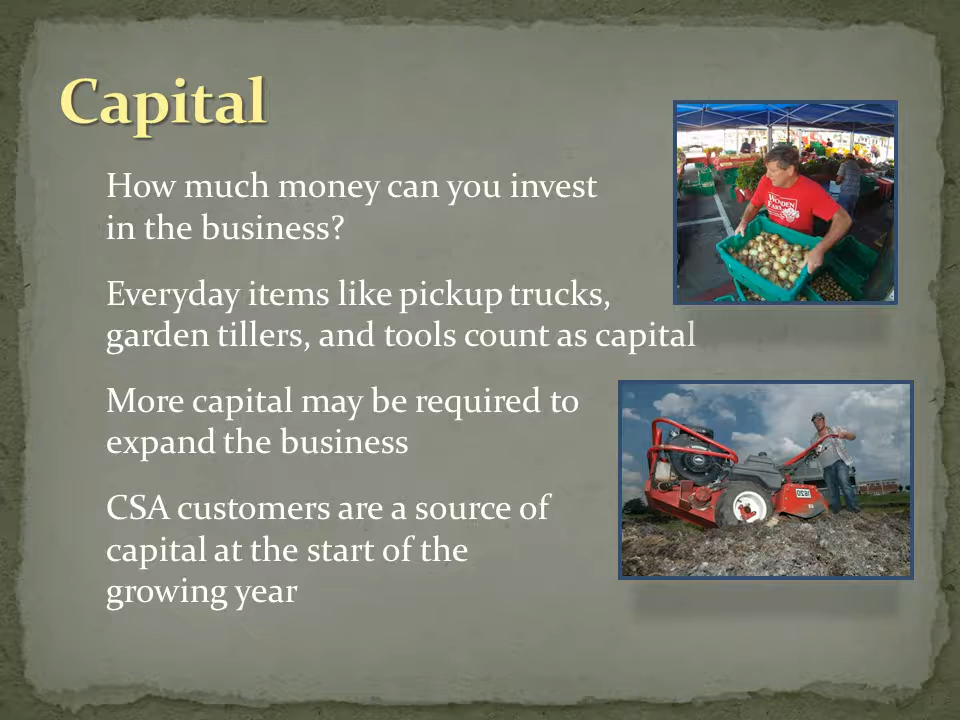 Capital
How much money can you invest
in the business?
Everyday items like pickup trucks,
garden tillers, and tools count as capital
More capital may be required to
expand the business
CSA customers are a source of
capital at the start of the
growing year